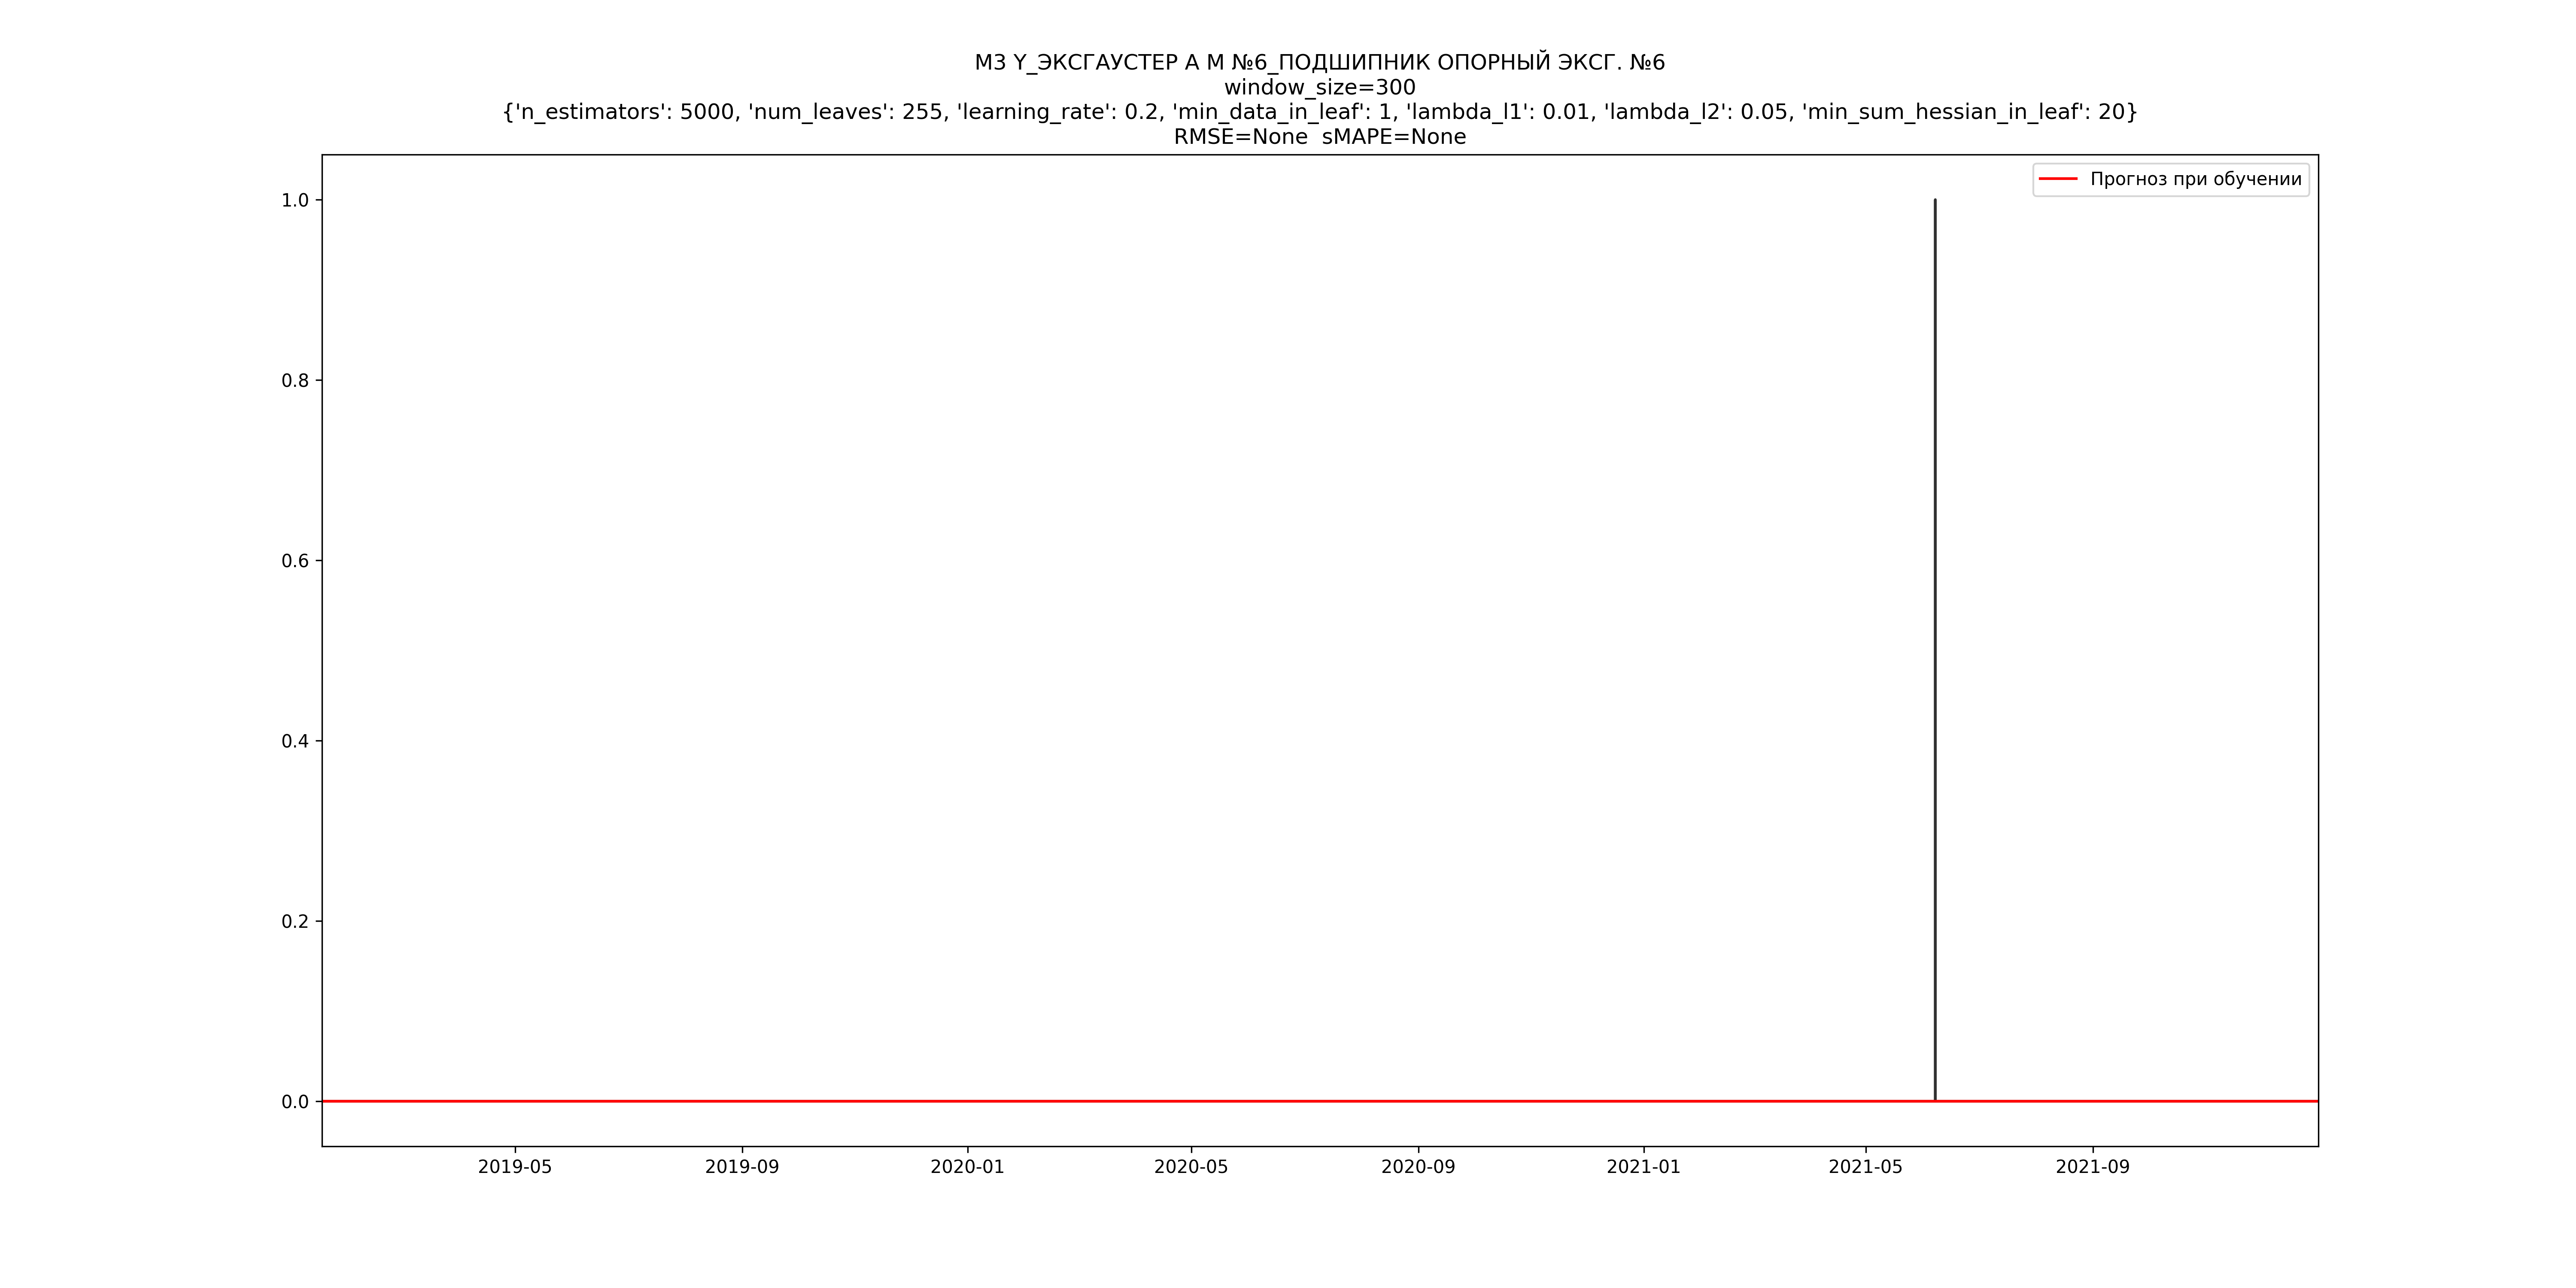 М3 Y_ЭКСГАУСТЕР А М №6_ПОДШИПНИК ОПОРНЫЙ ЭКСГ. №6
window_size=300
{'n_estimators': 5000, 'num_leaves': 255, 'learning_rate': 0.2, 'min_data_in_leaf': 1, 'lambda_l1': 0.01, 'lambda_l2': 0.05, 'min_sum_hessian_in_leaf': 20}
RMSE=None  sMAPE=None
Прогноз при обучении
1.0
0.8
0.6
0.4
0.2
0.0
2019-05 2019-09 2020-01 2020-05 2020-09 2021-01 2021-05 2021-09